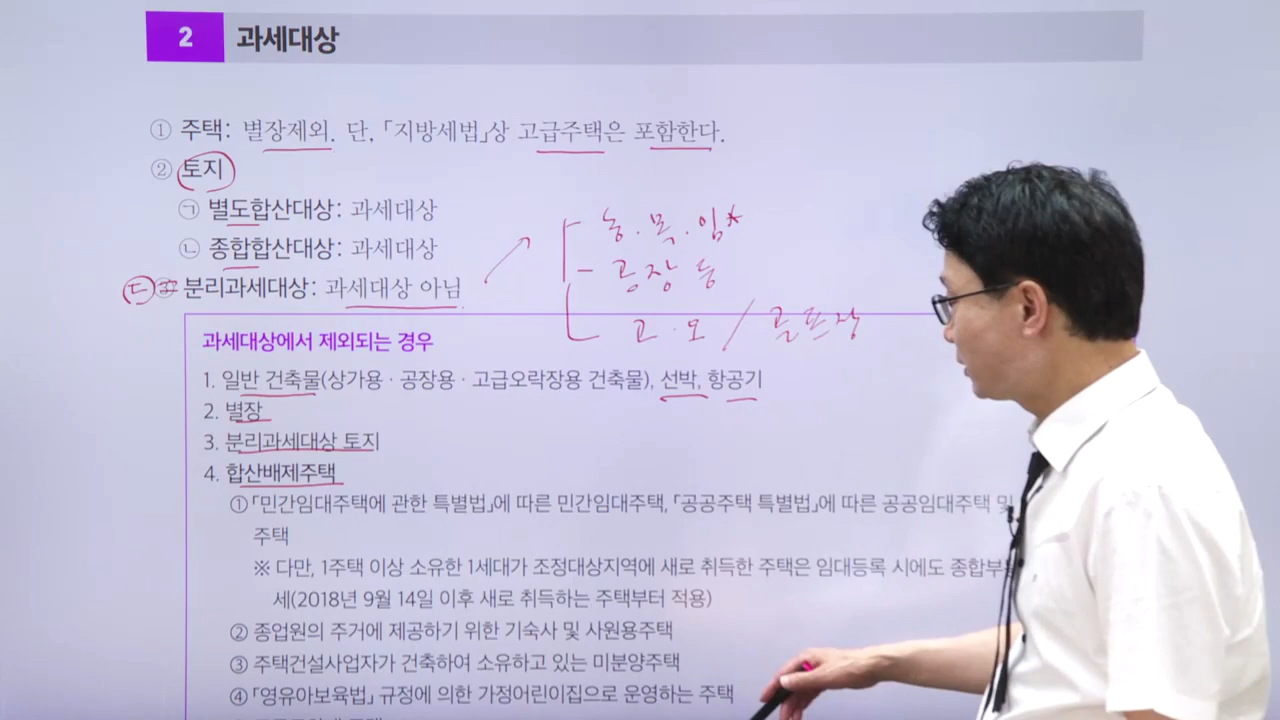 2 과세대상
① 주택: 별장제외. 단, 「지방세법」상 고급주택은 포함한다.
② 토지
㉠ 별도합산대상: 과세대상
㉡ 종합합산대상: 과세대상
㉢ 분리과세대상: 과세대상 아님
농·목·임*
공장 등
고·오/골프장
과세대상에서 제외되는 경우
1. 일반 건축물(상가용·공장용·고급오락장용 건축물), 선박, 항공기
2. 별장
3. 분리과세대상 토지
4. 합산배제주택
①「민간임대주택에 관한 특별법」에 따른 민간임대주택, 「공공주택 특별법」에 따른 공공임대주택 및
주택
※ 다만, 1주택 이상 소유한 1세대가 조정대상지역에 새로 취득한 주택은 임대등록 시에도 종합부
세(2018년 9월 14일 이후 새로 취득하는 주택부터 적용)
② 종업원의 주거에 제공하기 위한 기숙사 및 사원용주택
③ 주택건설사업자가 건축하여 소유하고 있는 미분양주택
④「영유아보육법」 규정에 의한 가정어린이집으로 운영하는 주택